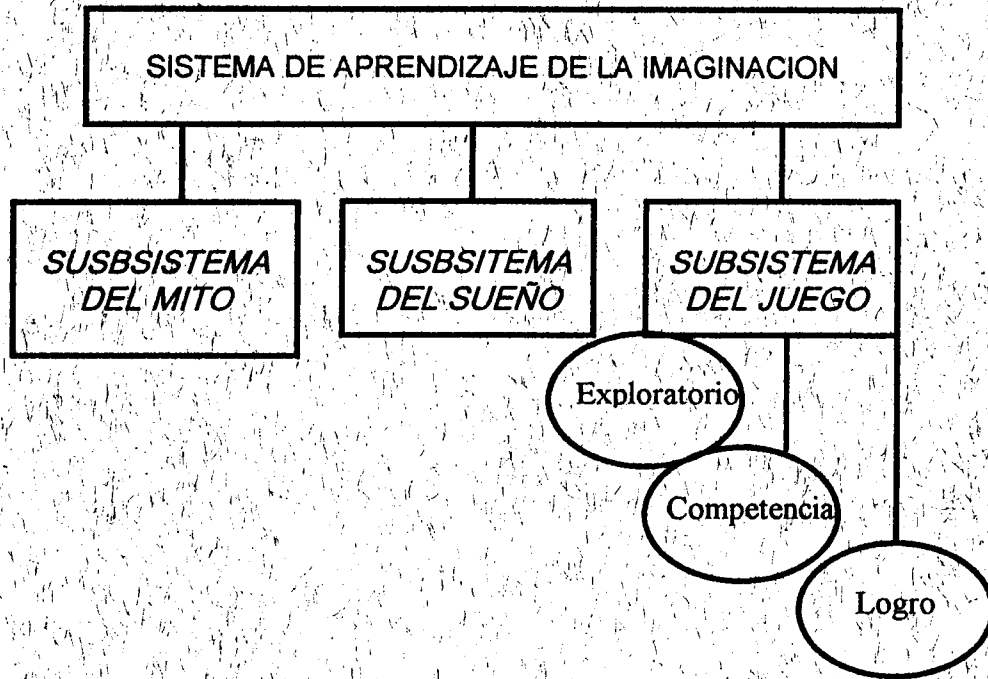 SISTEMA DE APRENDIZAJE DE LA IMAGINACION
SUSBSISTEMA
DEL MITO
SUSBSITEMA
DEL SUEÑO
SUBSISTEMA
DEL JUEGO
Exploratorio
Competencia
Logro